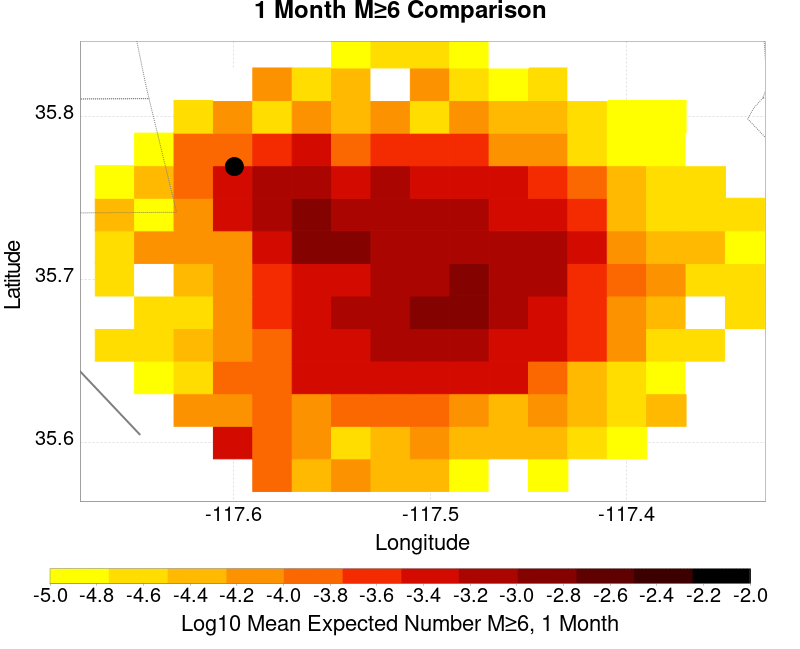 1 Month M≥6 Comparison
35.8
35.7
35.6
Latitude
-117.6 -117.5 -117.4
Longitude
-5.0 -4.8 -4.6 -4.4 -4.2 -4.0 -3.8 -3.6 -3.4 -3.2 -3.0 -2.8 -2.6 -2.4 -2.2 -2.0
Log10 Mean Expected Number M≥6, 1 Month